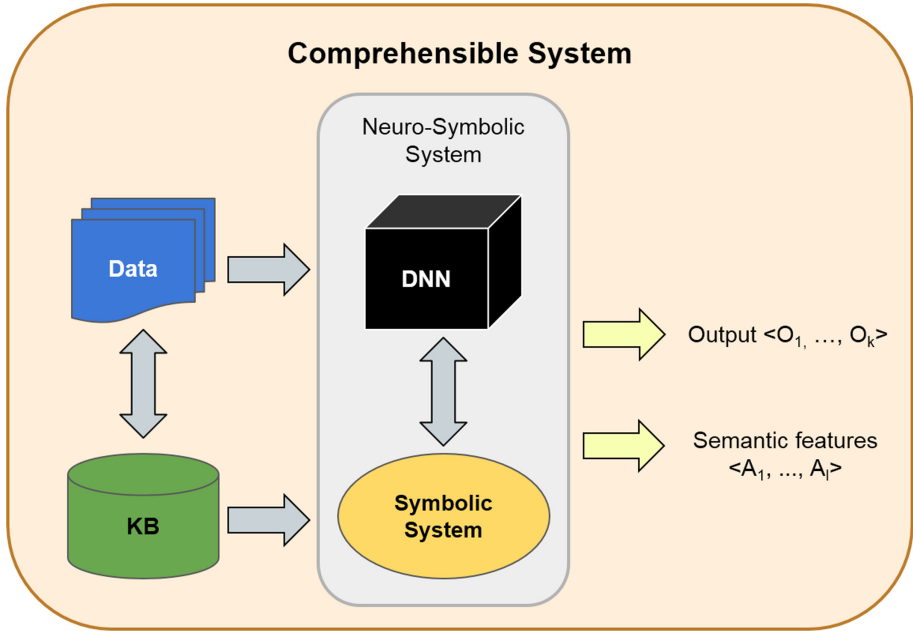 Comprehensible System
Neuro-Symbolic
System
Data
DNN
Output <O1, ..., Ok>
Semantic features
<A1, ..., Al>
KB
Symbolic
System